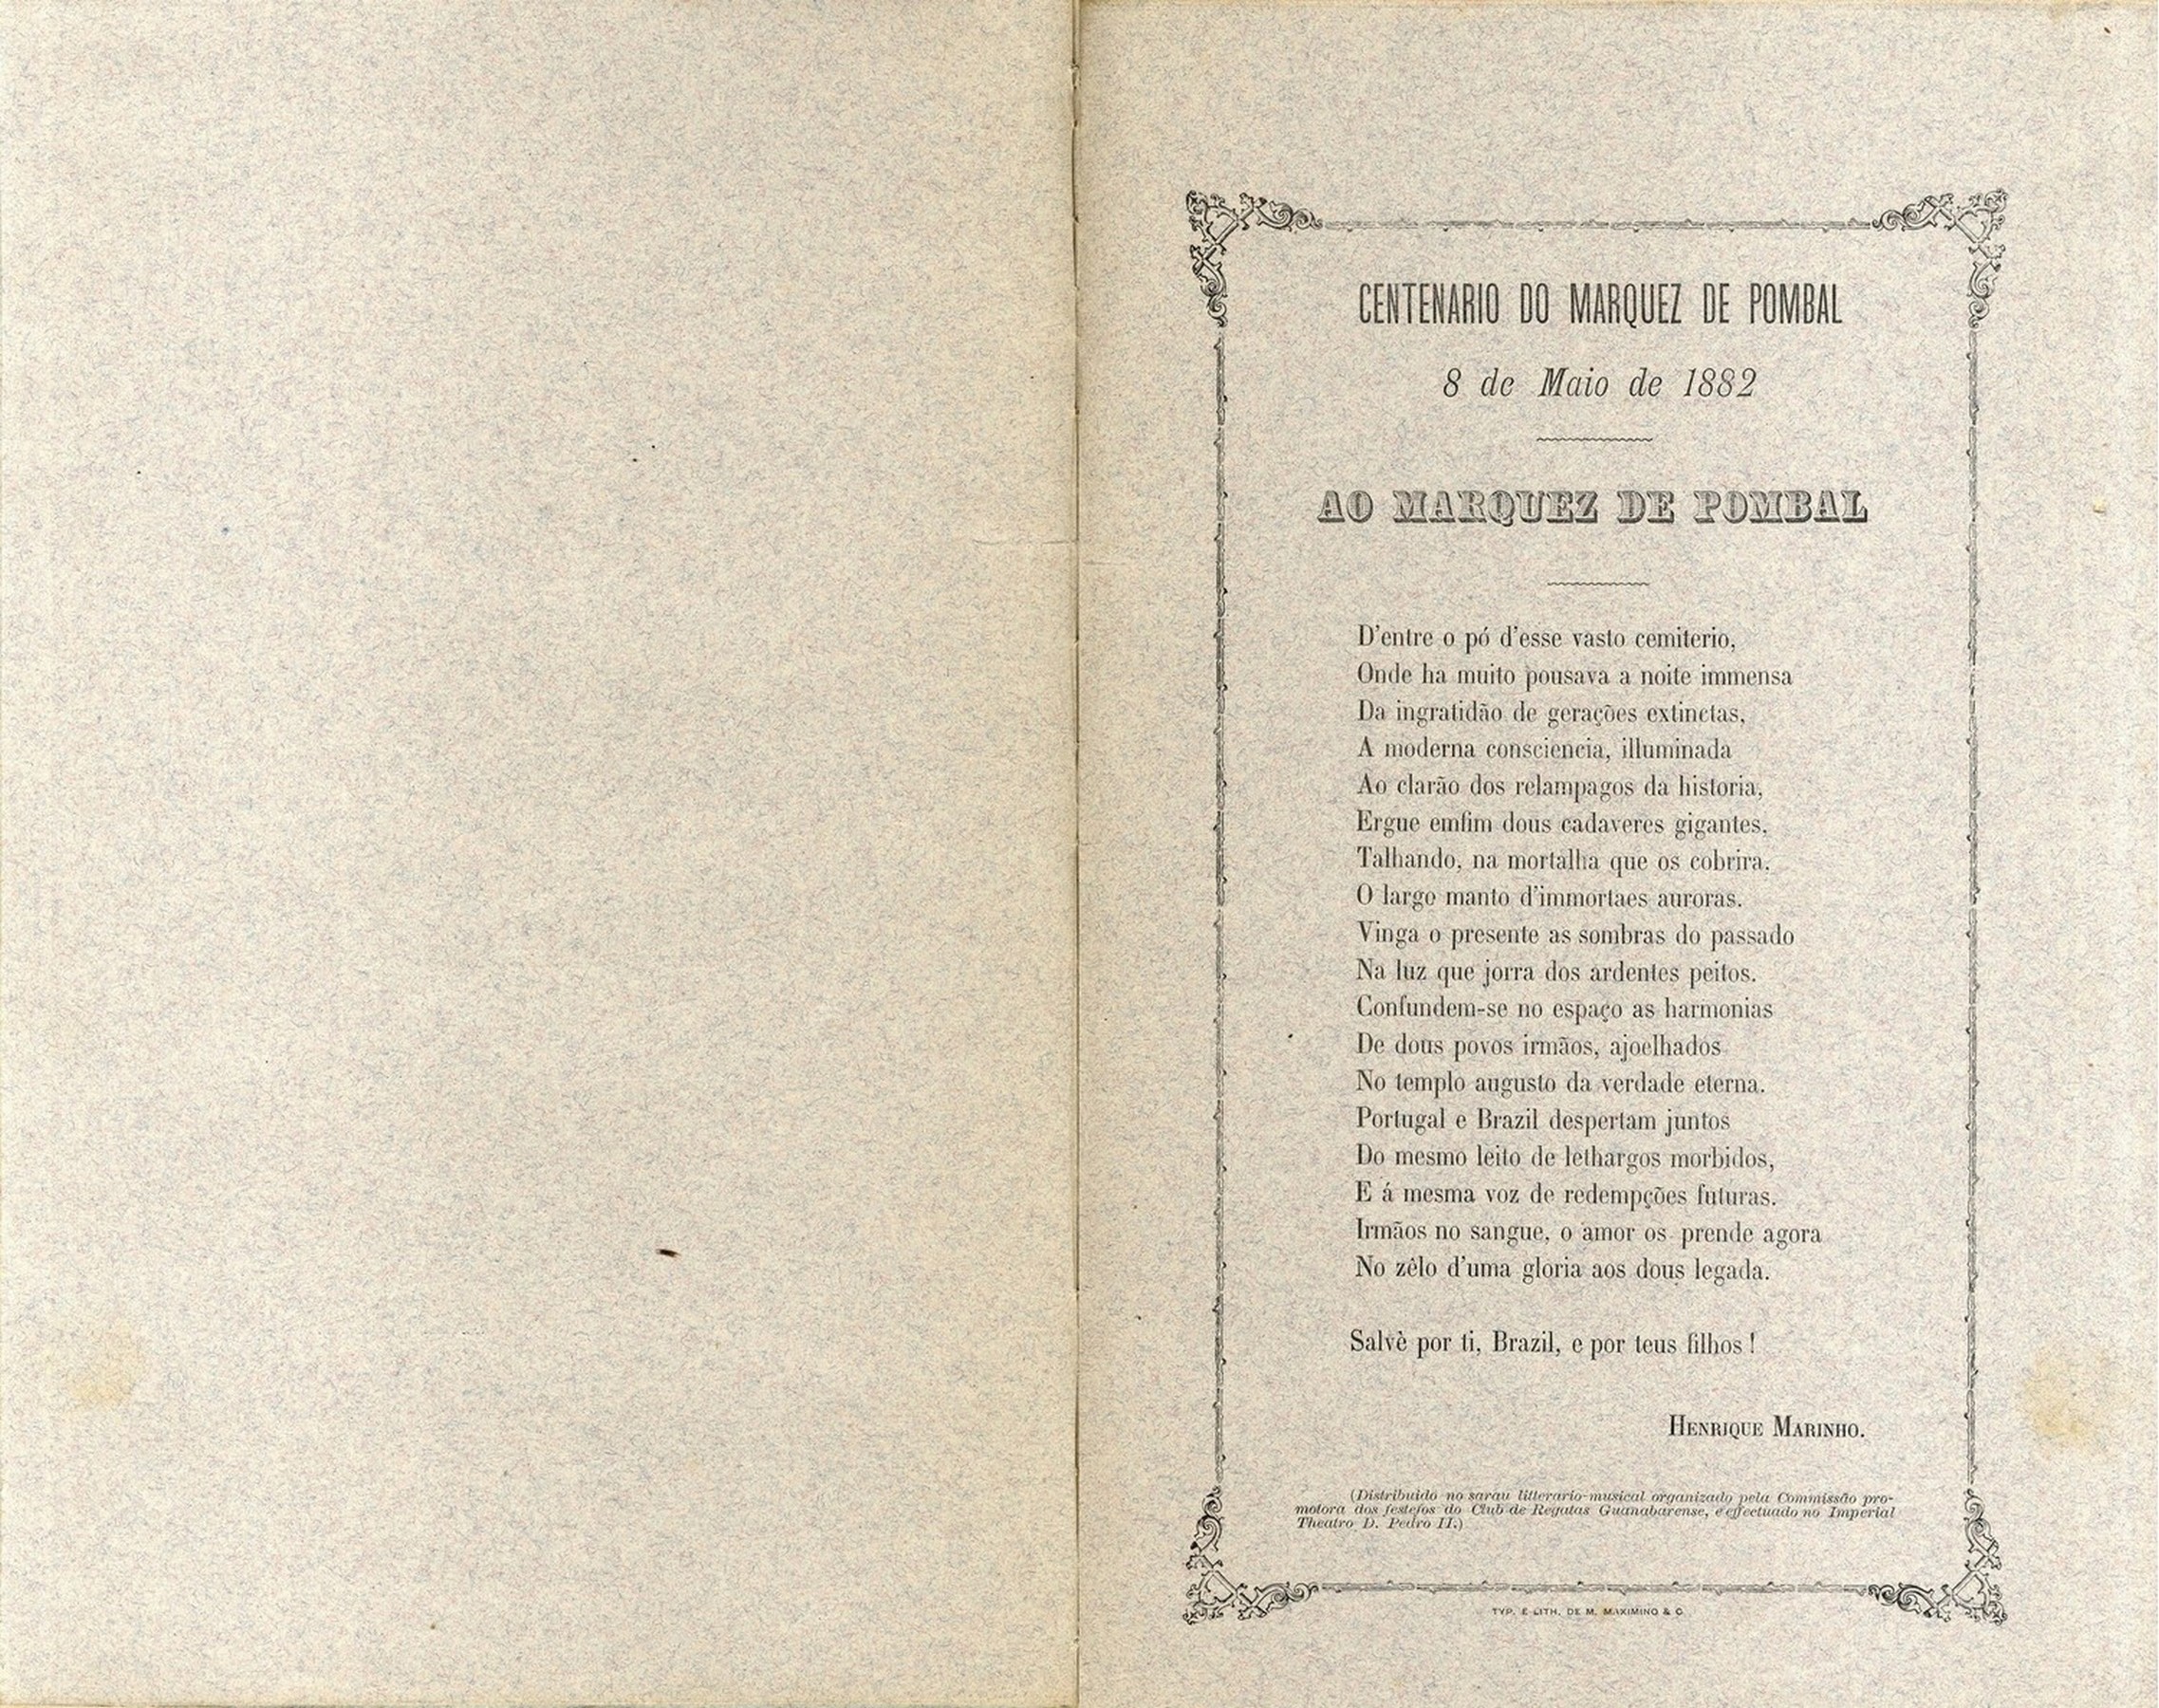 CENTENARIO DO MARQUEZ DE POMBAL
8 de Maio de 1882
AO MARQUEZ DE POMBAL
D'entre o pó d'esse vasto cemiterio,
Onde ha muito pousava a noite immensa
Da ingratidão de gerações extinctas,
A moderna consciencia, illuminada
Ao clarão dos relampagos da historia,
Ergue emfim dous cadaveres gigantes,
Talhando, na mortalha que os cobrira,
O largo manto d'immortaes auroras.
Vinga o presente as sombras do passado
Na luz que jorra dos ardentes peitos.
Confundem-se no espaço as harmonias
De dous povos irmãos, ajoelhados
No templo augusto da verdade eterna.
Portugal e Brazil despertam juntos
Do mesmo leito de lethargos morbidos,
E á mesma voz de redempções futuras.
Irmãos no sangue, o amor os prende agora
No zêlo d'uma gloria aos dous legada.
Salvè por ti, Brazil, e por teus filhos !
HENRIQUE MARINHO.
(Distribuido no sarau litterario-musical organizado pela Commissão pro-
motora dos festejos do Club de Regatas Guanabarense, e effectuado no Imperial
Theatro D. Pedro II.)
TYP. E LITH. DE M. MAXIMINO & C